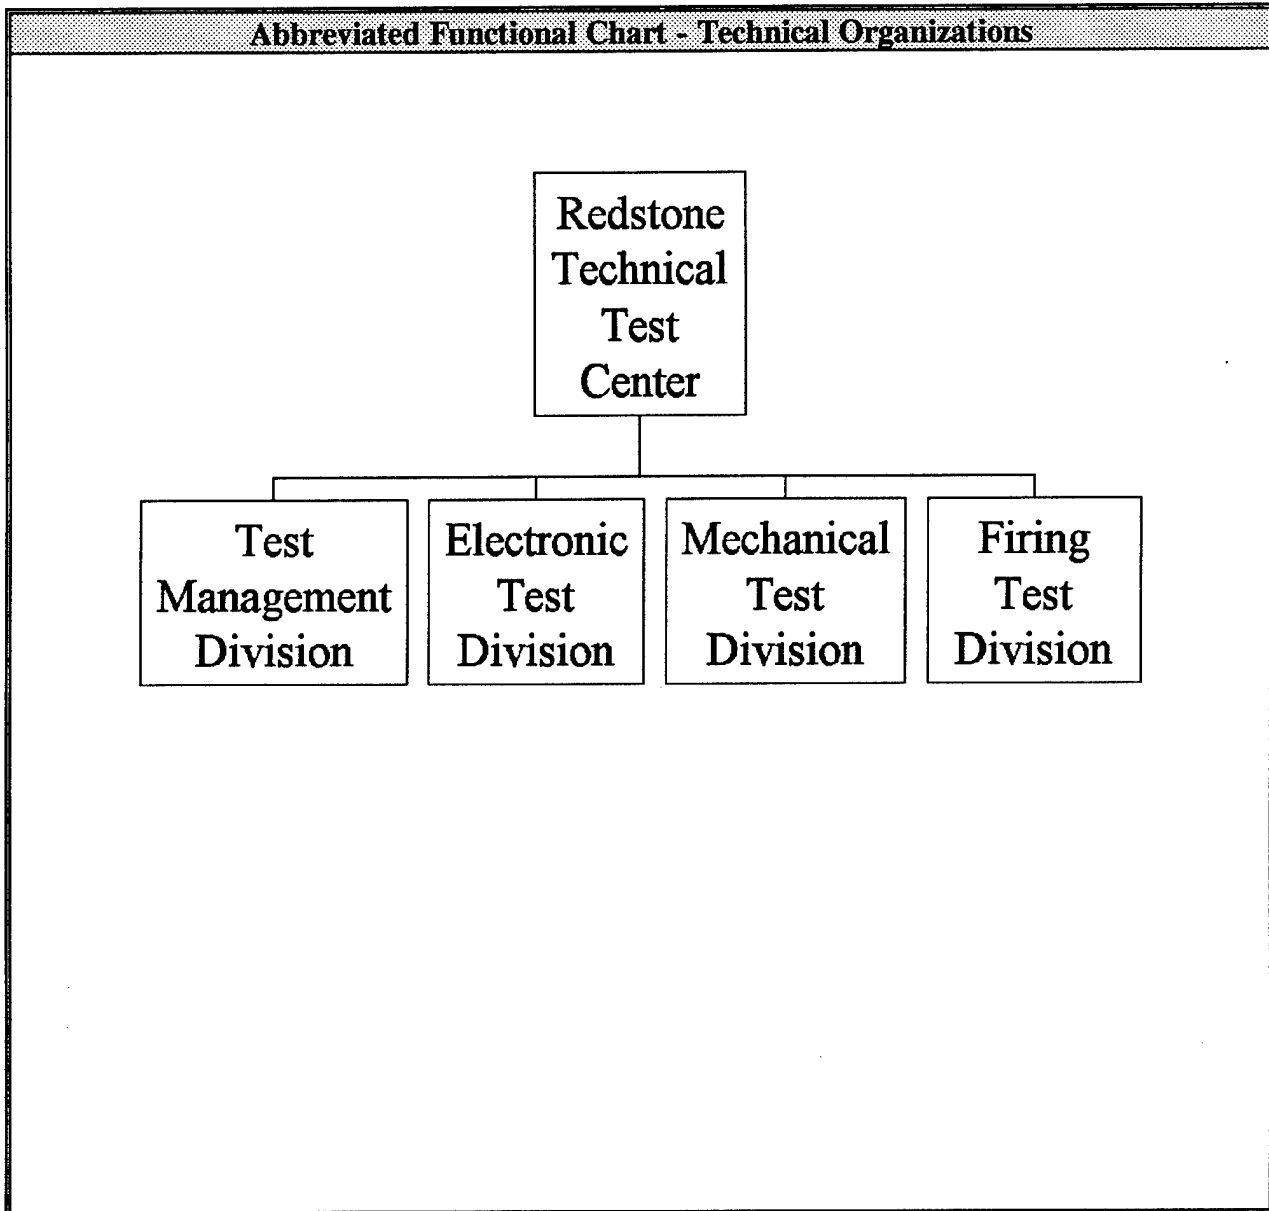 Abbreviated Functional Chart - Technical Organizations
Redstone
Technical
Test
Center
Test
Management
Division
Electronic
Test
Division
Mechanical
Test
Division
Firing
Test
Division